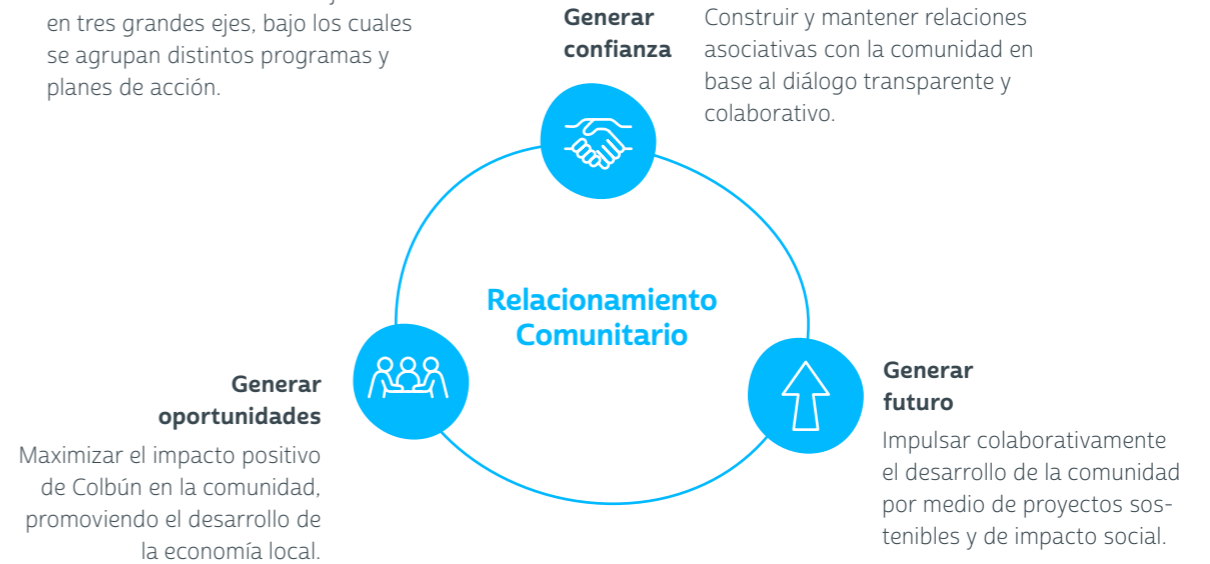 en tres grandes ejes, bajo los cuales
se agrupan distintos programas y
planes de acción.
Generar
confianza
Construir y mantener relaciones
asociativas con la comunidad en
base al diálogo transparente y
colaborativo.
Relacionamiento
Comunitario
Generar
oportunidades
Maximizar el impacto positivo
de Colbún en la comunidad,
promoviendo el desarrollo de
la economía local.
Generar
futuro
Impulsar colaborativamente
el desarrollo de la comunidad
por medio de proyectos sos-
tenibles y de impacto social.